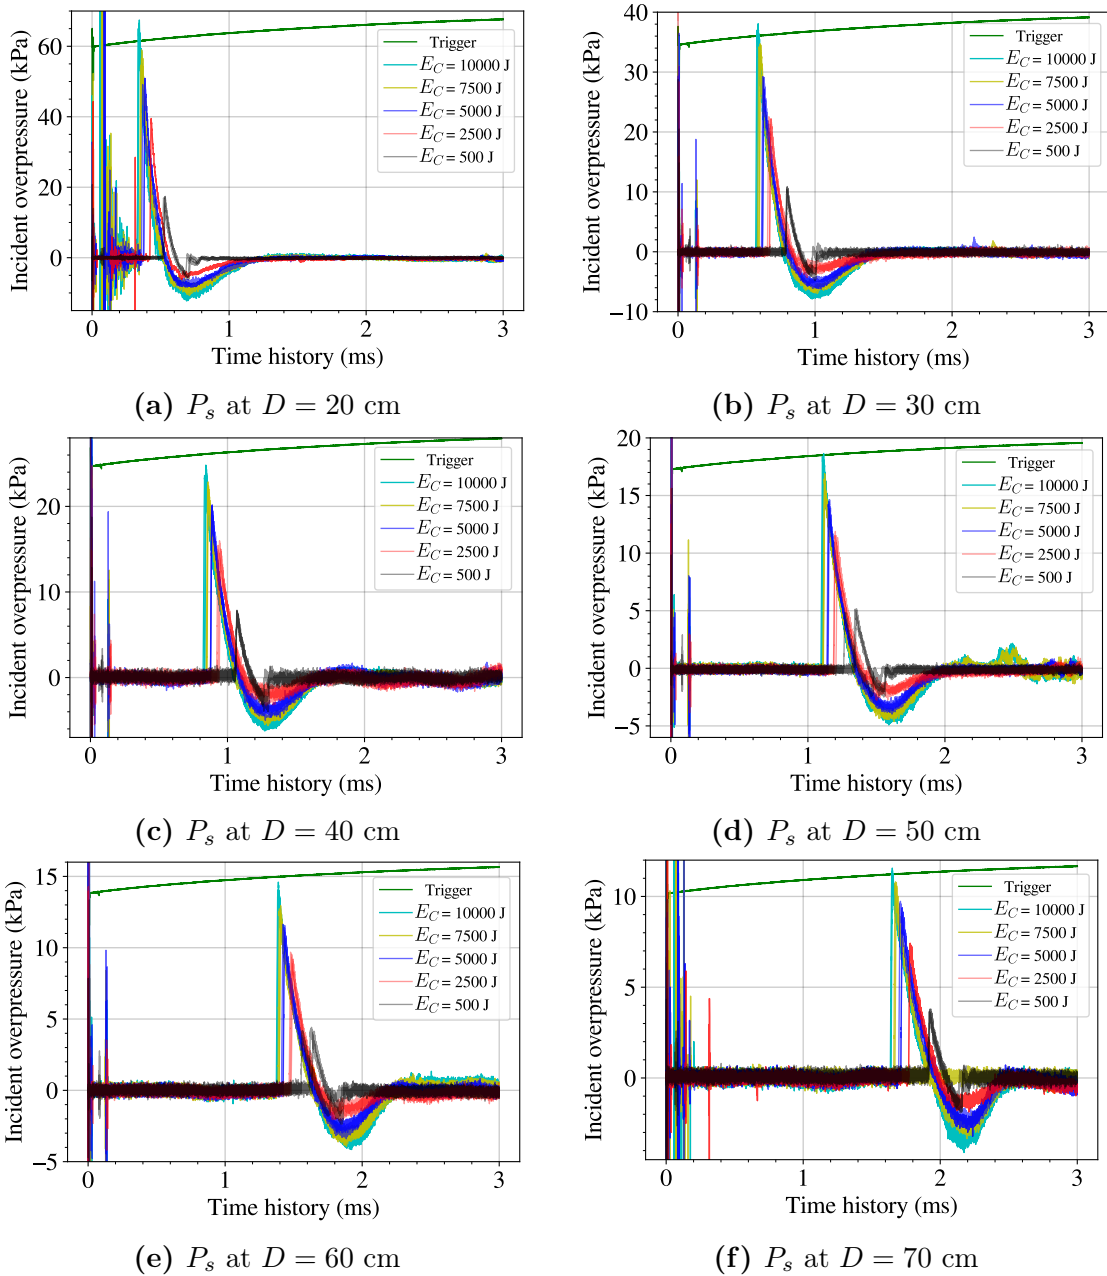 Incident overpressure (kPa)
60
40
20
0
0
1
2
3
Time history (ms)
Trigger
E_C = 10000 J
E_C = 7500 J
E_C = 5000 J
E_C = 2500 J
E_C = 500 J
(a) P_s at D = 20 cm
Incident overpressure (kPa)
40
30
20
10
0
−10
0
1
2
3
Time history (ms)
Trigger
E_C = 10000 J
E_C = 7500 J
E_C = 5000 J
E_C = 2500 J
E_C = 500 J
(b) P_s at D = 30 cm
Incident overpressure (kPa)
20
10
0
0
1
2
3
Time history (ms)
Trigger
E_C = 10000 J
E_C = 7500 J
E_C = 5000 J
E_C = 2500 J
E_C = 500 J
(c) P_s at D = 40 cm
Incident overpressure (kPa)
20
15
10
5
0
−5
0
1
2
3
Time history (ms)
Trigger
E_C = 10000 J
E_C = 7500 J
E_C = 5000 J
E_C = 2500 J
E_C = 500 J
(d) P_s at D = 50 cm
Incident overpressure (kPa)
15
10
5
0
−5
0
1
2
3
Time history (ms)
Trigger
E_C = 10000 J
E_C = 7500 J
E_C = 5000 J
E_C = 2500 J
E_C = 500 J
(e) P_s at D = 60 cm
Incident overpressure (kPa)
10
5
0
0
1
2
3
Time history (ms)
Trigger
E_C = 10000 J
E_C = 7500 J
E_C = 5000 J
E_C = 2500 J
E_C = 500 J
(f) P_s at D = 70 cm